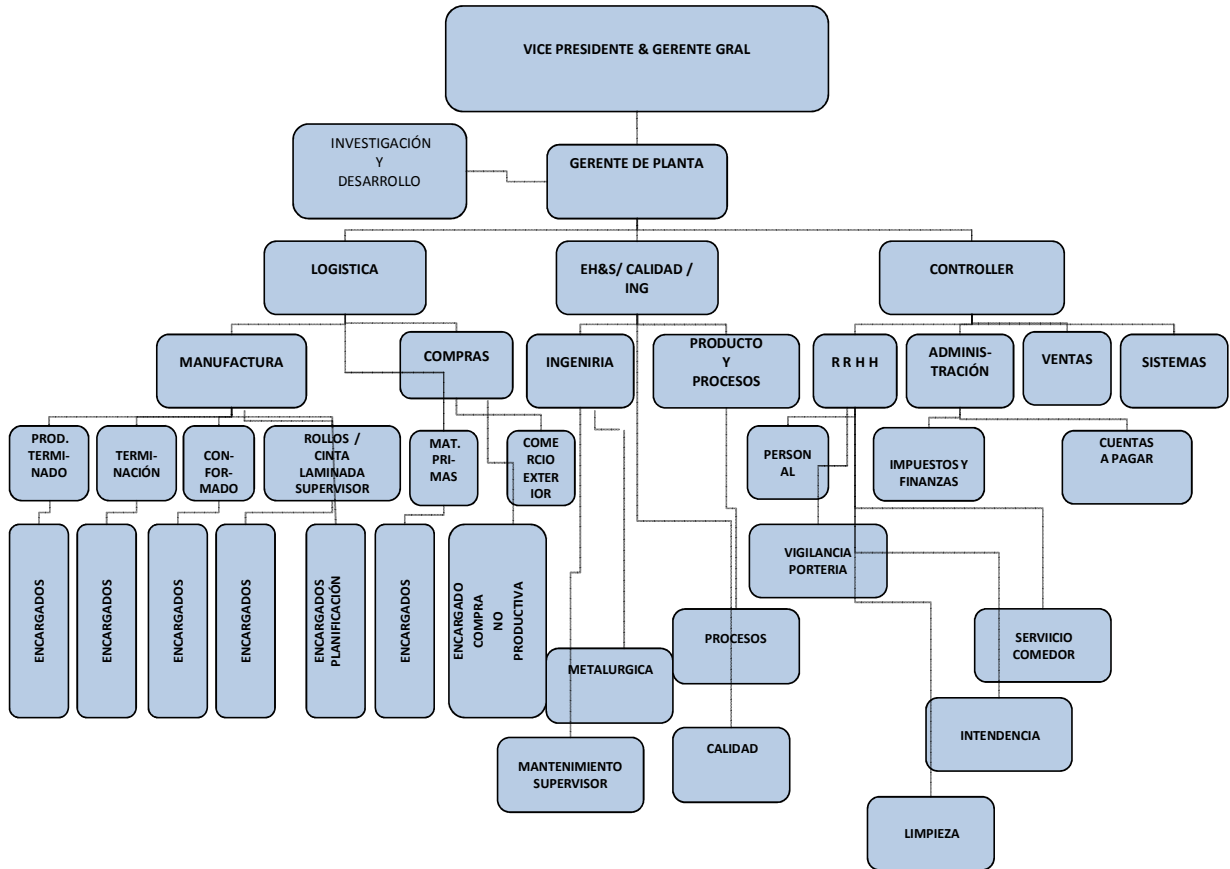 VICE PRESIDENTE & GERENTE GRAL
INVESTIGACIÓN
Y
DESARROLLO
GERENTE DE PLANTA
LOGISTICA
EH&S/ CALIDAD /
ING
CONTROLLER
MANUFACTURA
COMPRAS
INGENIRIA
PRODUCTO
Y
PROCESOS
R R H H
ADMINIS-
TRACIÓN
VENTAS
SISTEMAS
PROD.
TERMINADO
TERMI-
NACIÓN
CON-
FOR-
MADO
ROLLOS /
CINTA
LAMINADA
SUPERVISOR
MAT.
PRI-
MAS
COME
RCIO
EXTER
IOR
PERSON
AL
IMPUESTOS Y
FINANZAS
CUENTAS
A PAGAR
ENCARGADOS
ENCARGADOS
ENCARGADOS
ENCARGADOS
ENCARGADOS
PLANIFICACIÓN
ENCARGADOS
ENCARGADO
COMPRA
NO
PRODUCTIVA
VIGILANCIA
PORTERIA
METALURGICA
PROCESOS
SERVIICIO
COMEDOR
MANTENIMIENTO
SUPERVISOR
CALIDAD
INTENDENCIA
LIMPIEZA